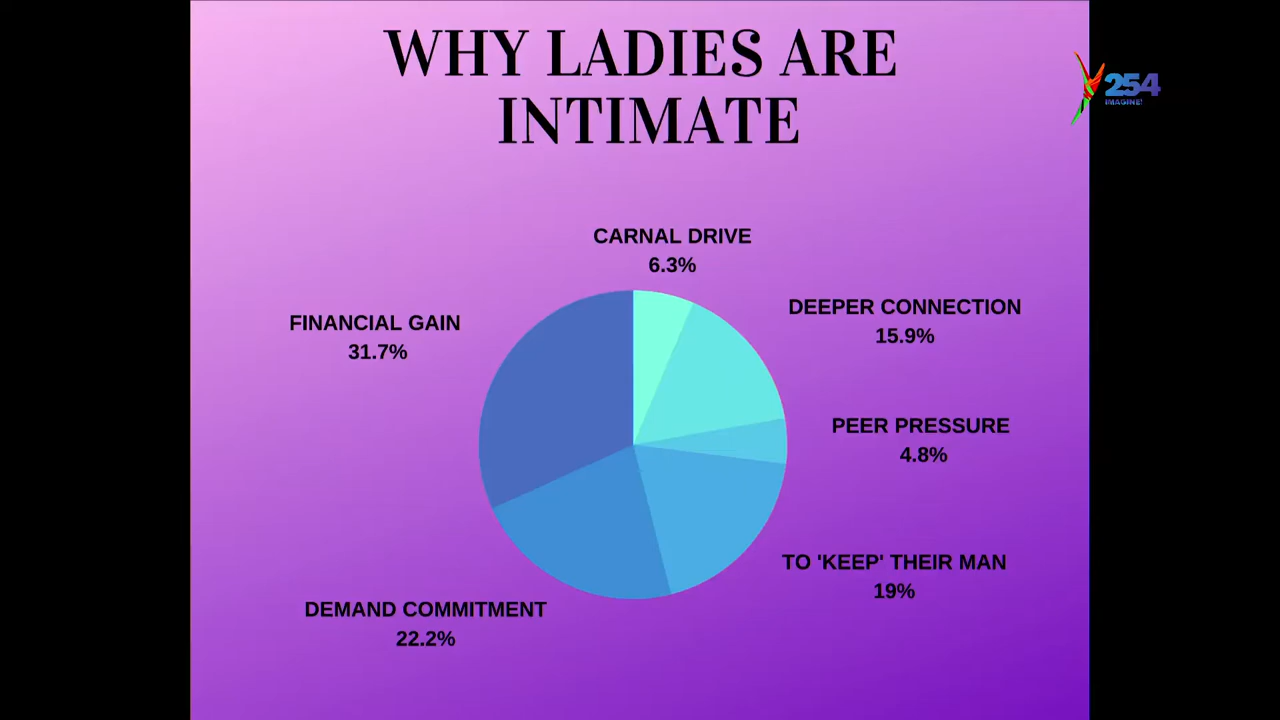 WHY LADIES ARE
INTIMATE
254
IMAGINE!
CARNAL DRIVE
6.3%
DEEPER CONNECTION
15.9%
FINANCIAL GAIN
31.7%
PEER PRESSURE
4.8%
TO 'KEEP' THEIR MAN
19%
DEMAND COMMITMENT
22.2%